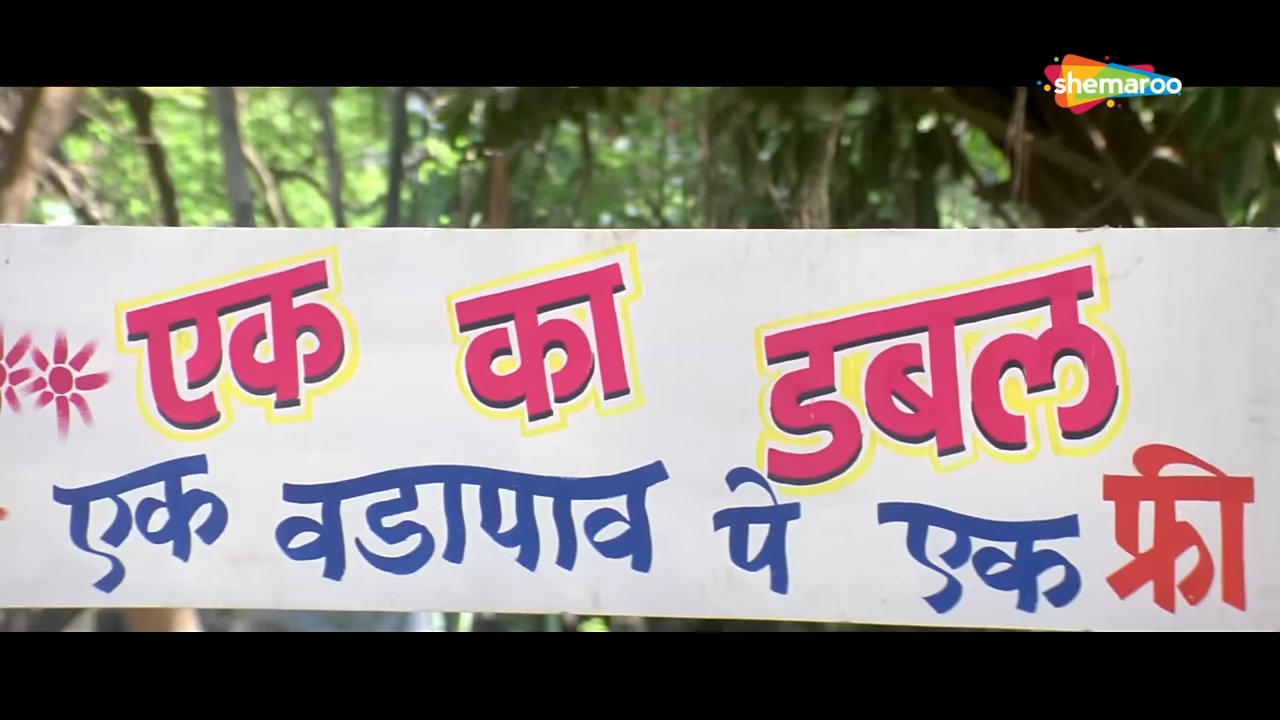 shemaroo
एक का डबल
एक वडापाव पे एक फ्री